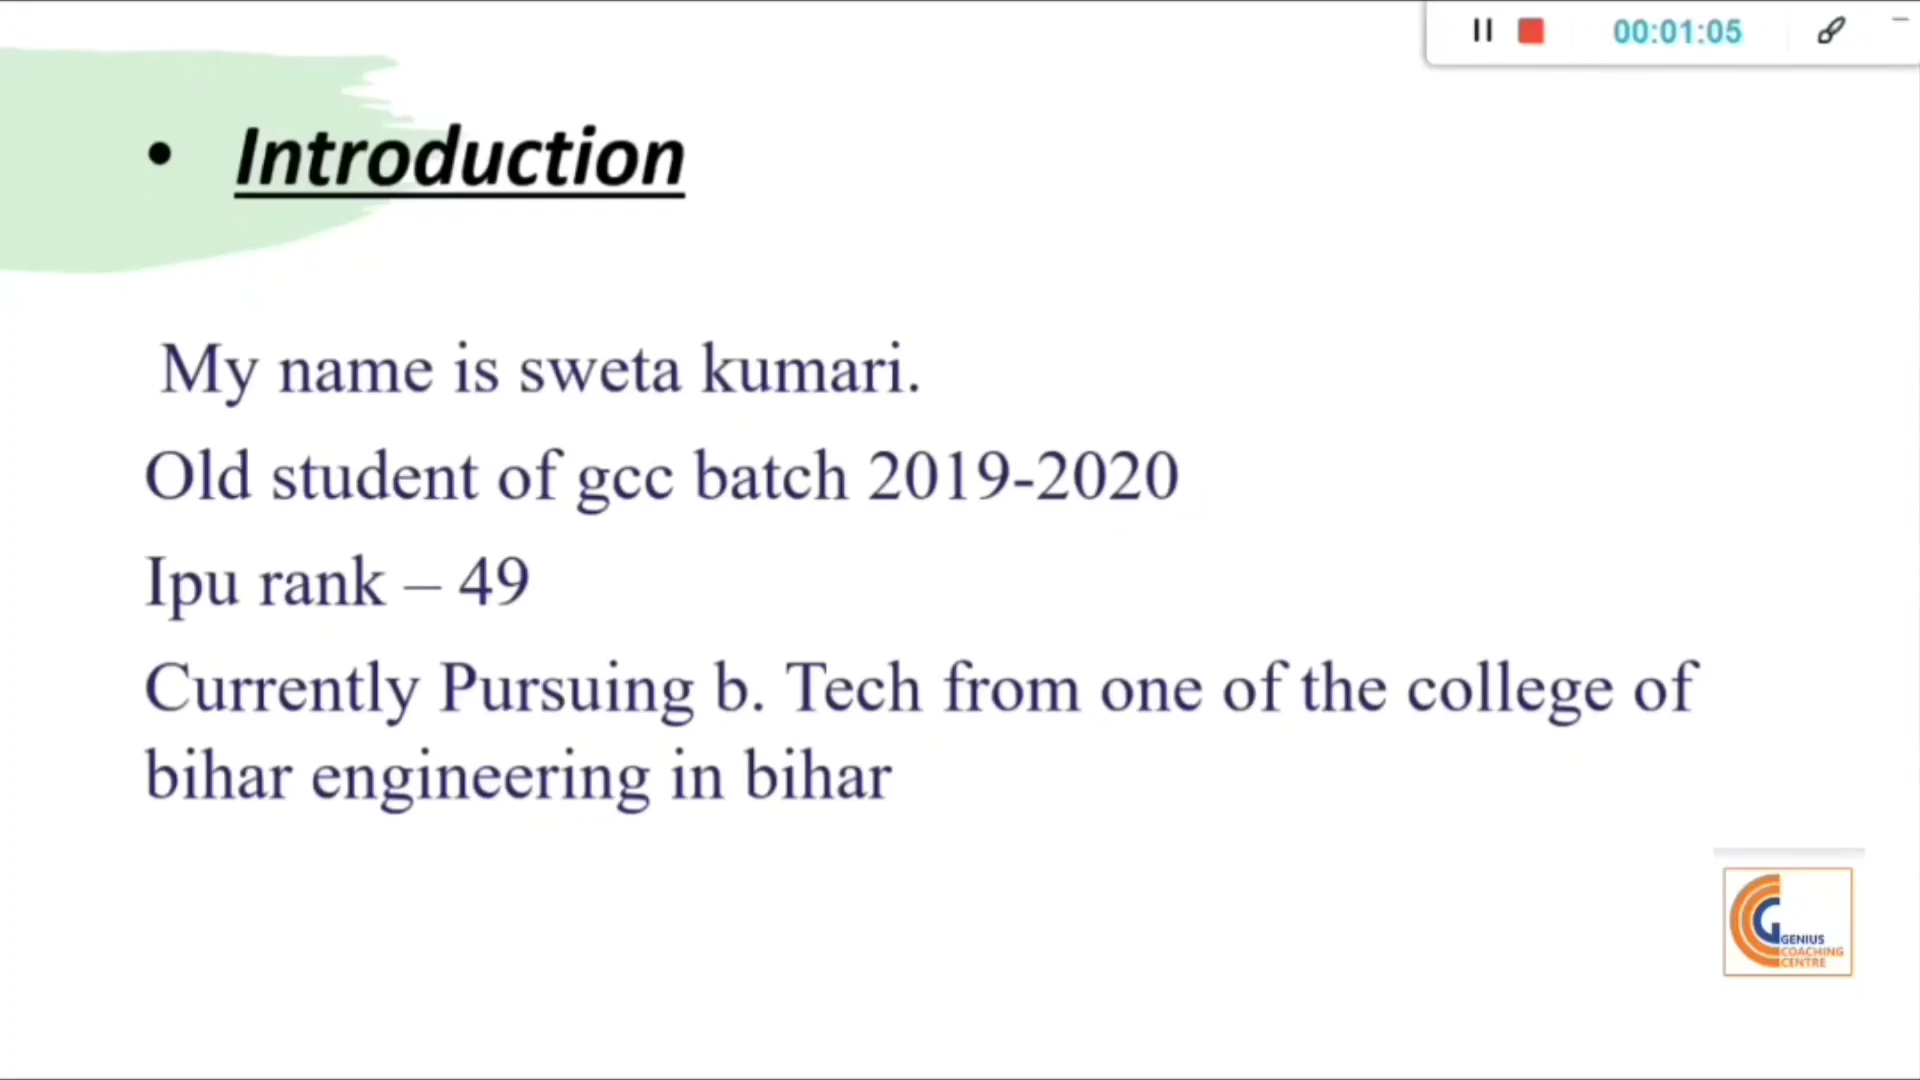 00:01:05
• Introduction
My name is sweta kumari.
Old student of gcc batch 2019-2020
Ipu rank – 49
Currently Pursuing b. Tech from one of the college of
bihar engineering in bihar
GENIUS
COACHING
CENTRE